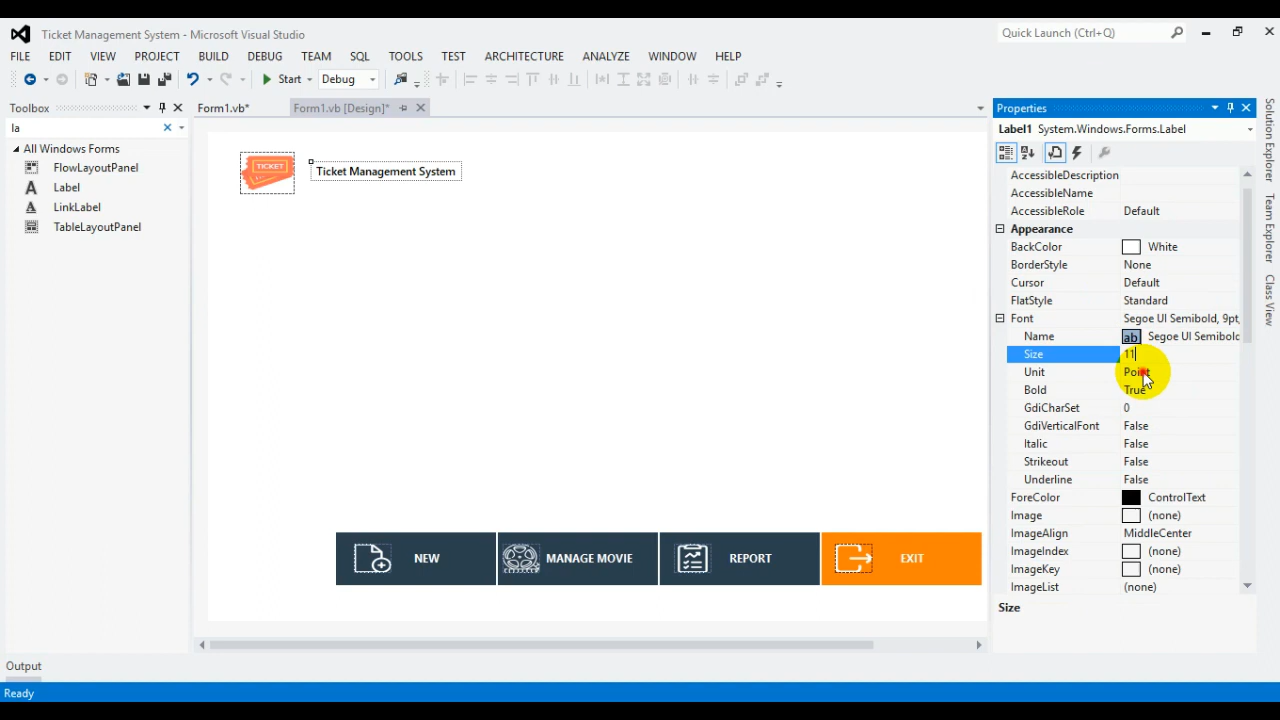 Ticket Management System - Microsoft Visual Studio
Quick Launch (Ctrl+Q)
FILE EDIT VIEW PROJECT BUILD DEBUG TEAM SQL TOOLS TEST ARCHITECTURE ANALYZE WINDOW HELP
Start Debug
Toolbox
la
All Windows Forms
FlowLayoutPanel
Label
LinkLabel
TableLayoutPanel
Form1.vb* Form1.vb [Design]*
TICKET
Ticket Management System
NEW MANAGE MOVIE REPORT EXIT
Properties
Label1 System.Windows.Forms.Label
AccessibleDescription
AccessibleName
AccessibleRole Default
Appearance
BackColor White
BorderStyle None
Cursor Default
FlatStyle Standard
Font Segoe UI Semibold, 9pt,
Name ab Segoe UI Semibold
Size 11
Unit Point
Bold True
GdiCharSet 0
GdiVerticalFont False
Italic False
Strikeout False
Underline False
ForeColor ControlText
Image (none)
ImageAlign MiddleCenter
ImageIndex (none)
ImageKey (none)
ImageList (none)
Size
Solution Explorer
Team Explorer
Class View
Output
Ready